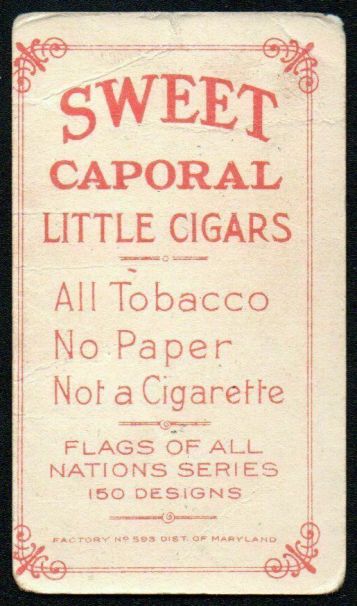 SWEET
CAPORAL
LITTLE CIGARS
All Tobacco
No Paper
Not a Cigarette
FLAGS OF ALL
NATIONS SERIES
150 DESIGNS
FACTORY Nº 593 DIST. OF MARYLAND